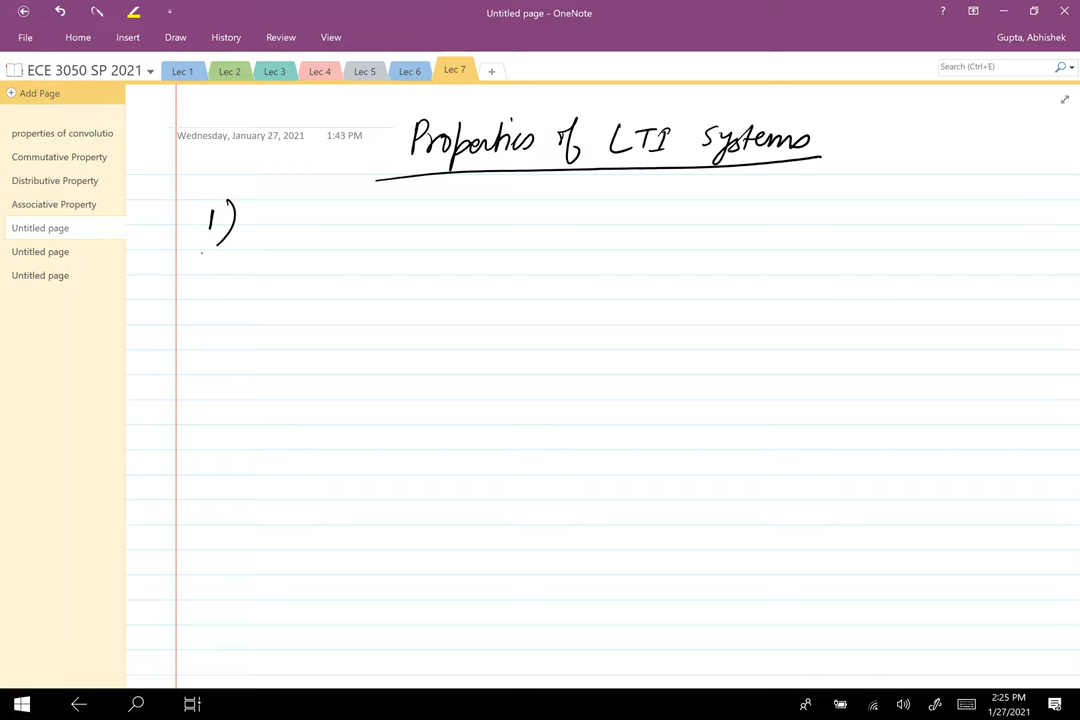 Untitled page - OneNote
File Home Insert Draw History Review View
Gupta, Abhishek
ECE 3050 SP 2021
Lec 1 Lec 2 Lec 3 Lec 4 Lec 5 Lec 6 Lec 7
Search (Ctrl+E)
Add Page
properties of convolutio
Commutative Property
Distributive Property
Associative Property
Untitled page
Untitled page
Untitled page
Wednesday, January 27, 2021 1:43 PM
Properties of LTI systems
1)
2:25 PM
1/27/2021